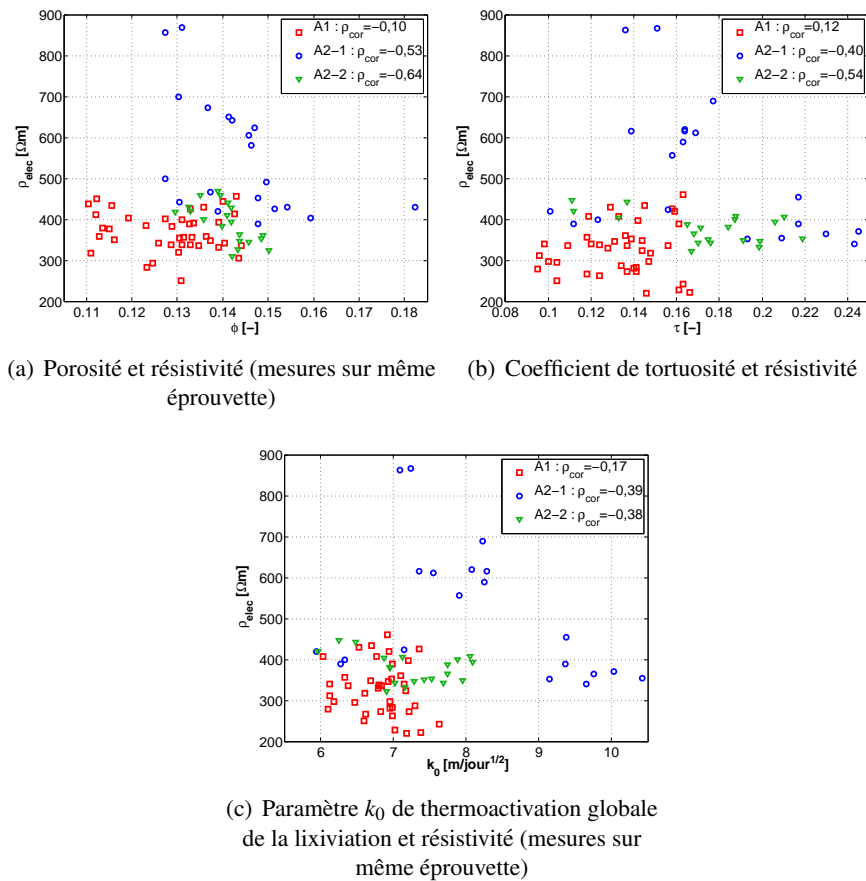 900
800
700
600
500
400
300
200
ρelec [Ωm]
A1 : ρcor=−0,10
A2−1 : ρcor=−0,53
A2−2 : ρcor=−0,64
0.11 0.12 0.13 0.14 0.15 0.16 0.17 0.18
ϕ [−]
(a) Porosité et résistivité (mesures sur même
éprouvette)
900
800
700
600
500
400
300
200
ρelec [Ωm]
A1 : ρcor=0,12
A2−1 : ρcor=−0,40
A2−2 : ρcor=−0,54
0.08 0.1 0.12 0.14 0.16 0.18 0.2 0.22 0.24
τ [−]
(b) Coefficient de tortuosité et résistivité
900
800
700
600
500
400
300
200
ρelec [Ωm]
A1 : ρcor=−0,17
A2−1 : ρcor=−0,39
A2−2 : ρcor=−0,38
6 7 8 9 10
k0 [m/jour1/2]
(c) Paramètre k0 de thermoactivation globale
de la lixiviation et résistivité (mesures sur
même éprouvette)